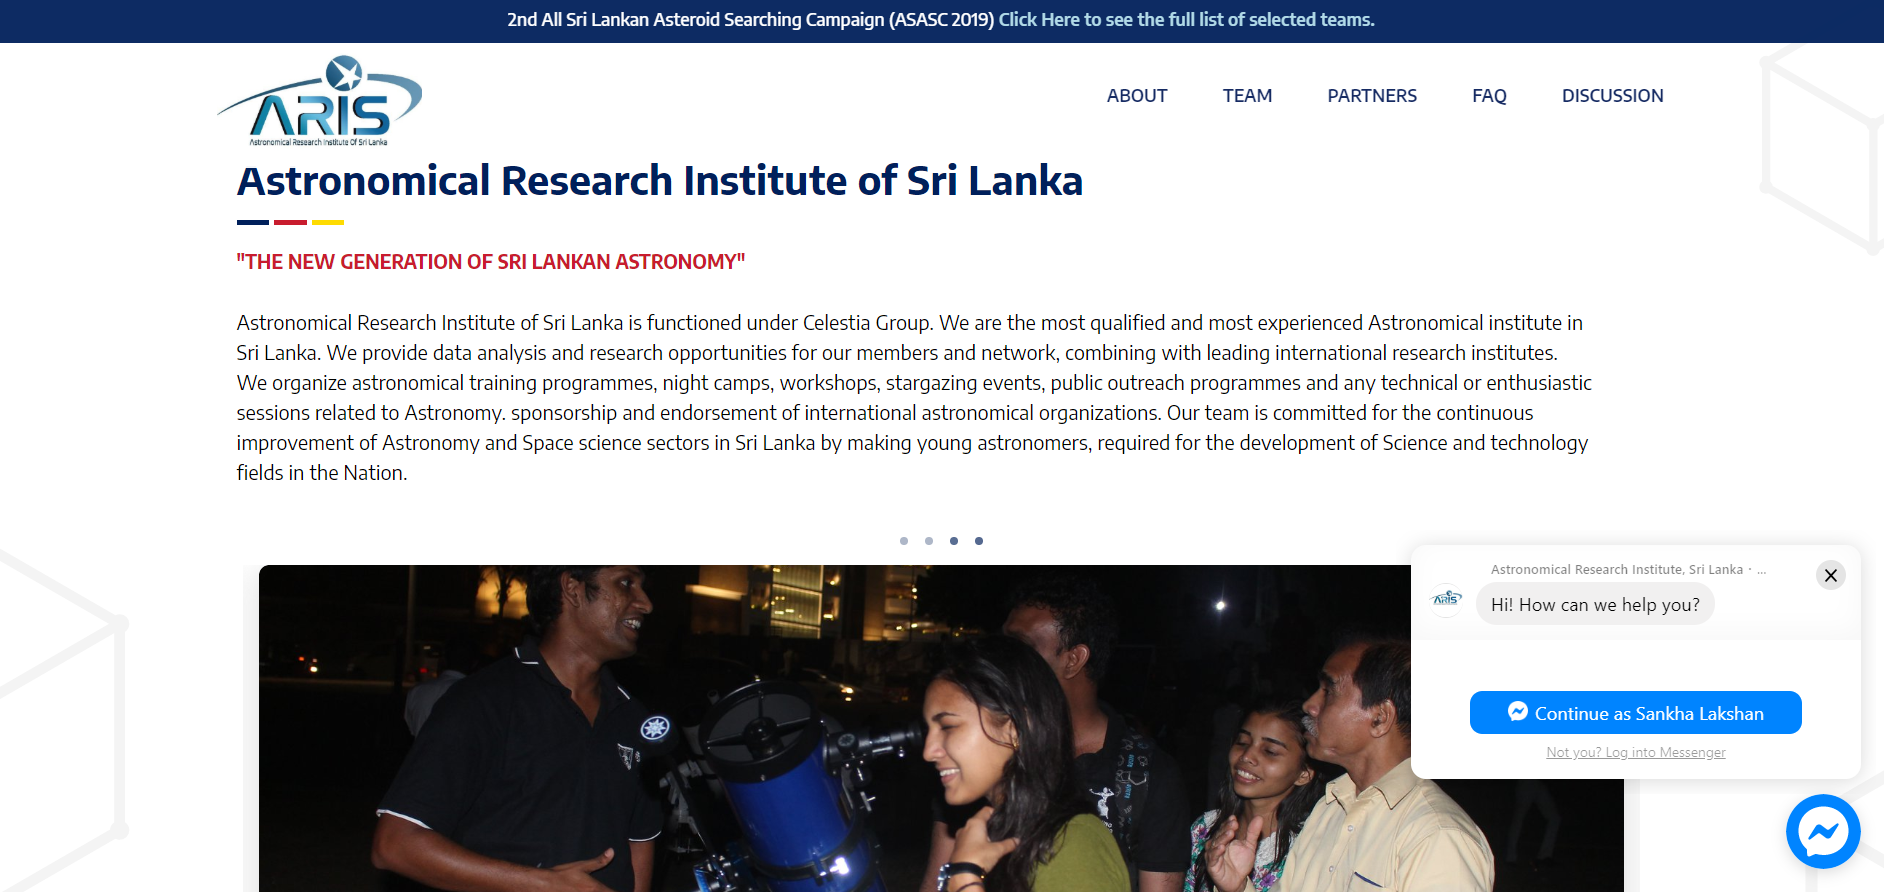 2nd All Sri Lankan Asteroid Searching Campaign (ASASC 2019) Click Here to see the full list of selected teams.
ARIS
Astronomical Research Institute Of Sri Lanka
ABOUT TEAM PARTNERS FAQ DISCUSSION
Astronomical Research Institute of Sri Lanka
"THE NEW GENERATION OF SRI LANKAN ASTRONOMY"
Astronomical Research Institute of Sri Lanka is functioned under Celestia Group. We are the most qualified and most experienced Astronomical institute in
Sri Lanka. We provide data analysis and research opportunities for our members and network, combining with leading international research institutes.
We organize astronomical training programmes, night camps, workshops, stargazing events, public outreach programmes and any technical or enthusiastic
sessions related to Astronomy. sponsorship and endorsement of international astronomical organizations. Our team is committed for the continuous
improvement of Astronomy and Space science sectors in Sri Lanka by making young astronomers, required for the development of Science and technology
fields in the Nation.
Astronomical Research Institute, Sri Lanka · ...
ARIS
Hi! How can we help you?
Continue as Sankha Lakshan
Not you? Log into Messenger